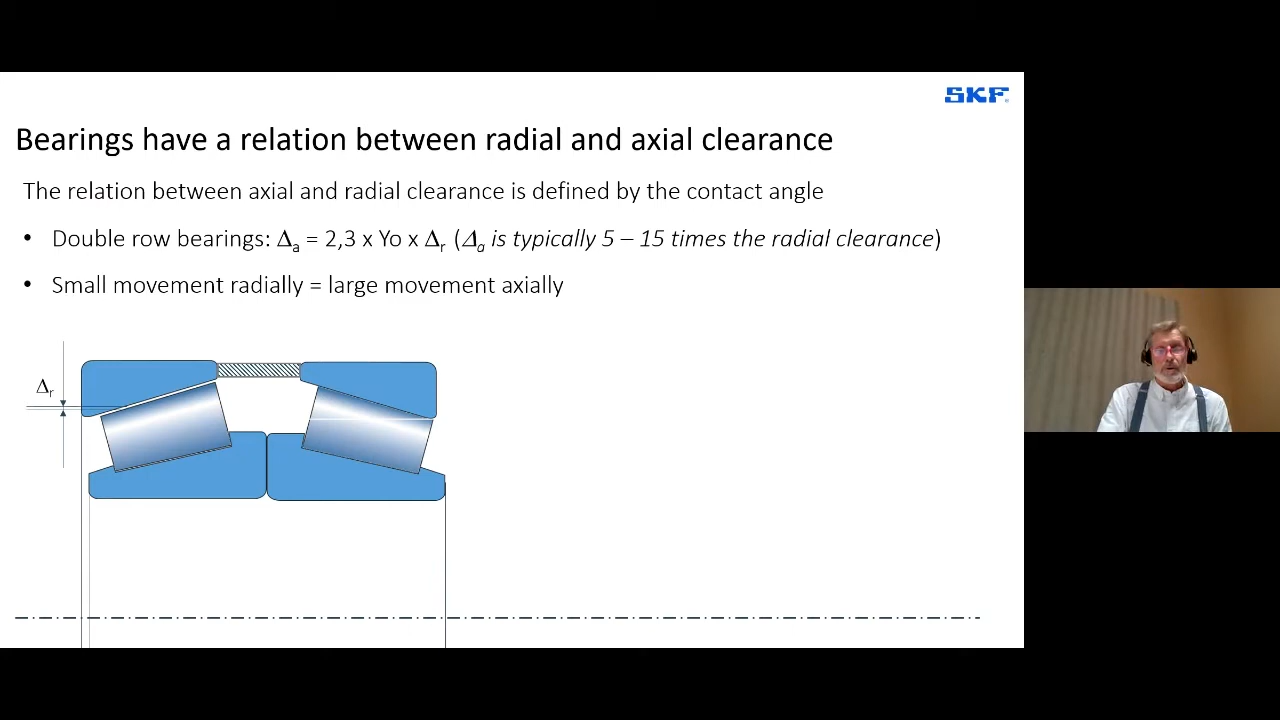 SKF
Bearings have a relation between radial and axial clearance
The relation between axial and radial clearance is defined by the contact angle
• Double row bearings: Δa = 2,3 x Yo x Δr (Δa is typically 5 – 15 times the radial clearance)
• Small movement radially = large movement axially
Δr